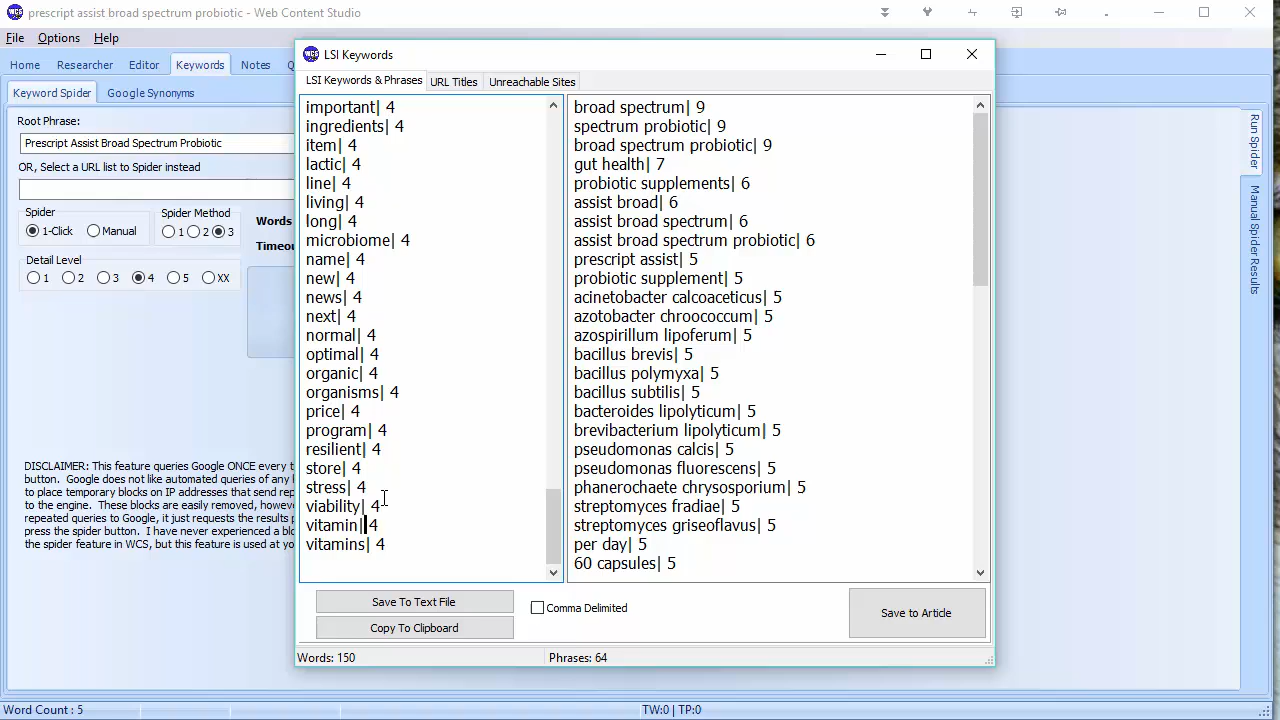 prescript assist broad spectrum probiotic - Web Content Studio
File Options Help
Home Researcher Editor Keywords Notes
Keyword Spider Google Synonyms
Root Phrase:
Prescript Assist Broad Spectrum Probiotic
OR, Select a URL list to Spider instead
Spider
1-Click Manual
Spider Method
1 2 3
Words
Timeou
Detail Level
1 2 3 4 5 XX
DISCLAIMER: This feature queries Google ONCE every t
button. Google does not like automated queries of any
to place temporary blocks on IP addresses that send rep
to the engine. These blocks are easily removed, howeve
repeated queries to Google, it just requests the results p
press the spider button. I have never experienced a blo
the spider feature in WCS, but this feature is used at yo
Run Spider
Manual Spider Results
LSI Keywords
LSI Keywords & Phrases URL Titles Unreachable Sites
important| 4
ingredients| 4
item| 4
lactic| 4
line| 4
living| 4
long| 4
microbiome| 4
name| 4
new| 4
news| 4
next| 4
normal| 4
optimal| 4
organic| 4
organisms| 4
price| 4
program| 4
resilient| 4
store| 4
stress| 4
viability| 4
vitamin| 4
vitamins| 4
broad spectrum| 9
spectrum probiotic| 9
broad spectrum probiotic| 9
gut health| 7
probiotic supplements| 6
assist broad| 6
assist broad spectrum| 6
assist broad spectrum probiotic| 6
prescript assist| 5
probiotic supplement| 5
acinetobacter calcoaceticus| 5
azotobacter chroococcum| 5
azospirillum lipoferum| 5
bacillus brevis| 5
bacillus polymyxa| 5
bacillus subtilis| 5
bacteroides lipolyticum| 5
brevibacterium lipolyticum| 5
pseudomonas calcis| 5
pseudomonas fluorescens| 5
phanerochaete chrysosporium| 5
streptomyces fradiae| 5
streptomyces griseoflavus| 5
per day| 5
60 capsules| 5
Save To Text File
Copy To Clipboard
Comma Delimited
Save to Article
Words: 150
Phrases: 64
Word Count : 5
TW:0 | TP:0